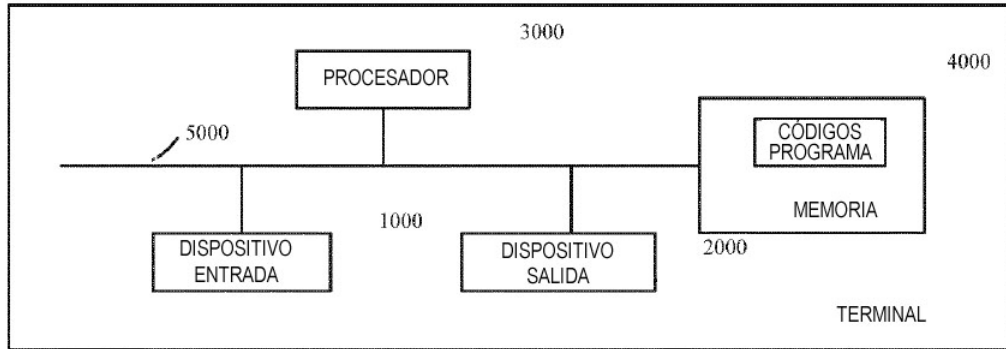 3000
PROCESADOR
4000
5000
CÓDIGOS
PROGRAMA
MEMORIA
1000
DISPOSITIVO
ENTRADA
DISPOSITIVO
SALIDA
2000
TERMINAL